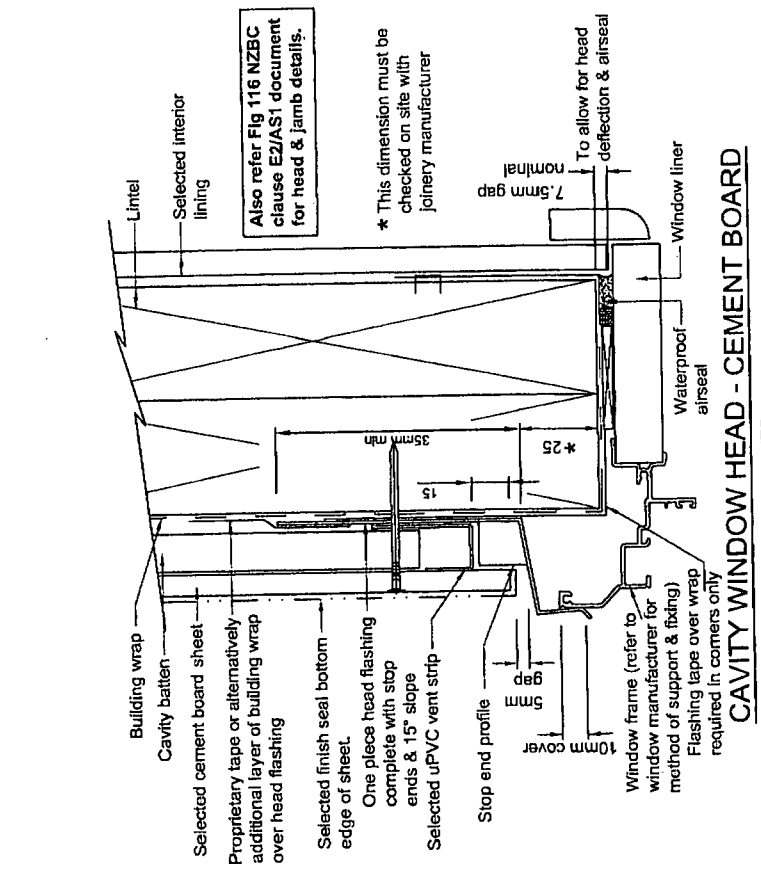 Building wrap
Cavity batten
Selected cement board sheet
Proprietary tape or alternatively
additional layer of building wrap
over head flashing
Selected finish seal bottom
edge of sheet.
One piece head flashing
complete with stop
ends & 15° slope
Selected uPVC vent strip
Stop end profile
5mm
gap
10mm cover
Window frame (refer to
window manufacturer for
method of support & fixing)
Flashing tape over wrap
required in corners only
35mm min
15
*25
Lintel
Selected interior
lining
Also refer Fig 116 NZBC
clause E2/AS1 document
for head & jamb details.
* This dimension must be
checked on site with
joinery manufacturer
7.5mm gap
nominal
To allow for head
deflection & airseal
Window liner
Waterproof
airseal
CAVITY WINDOW HEAD - CEMENT BOARD